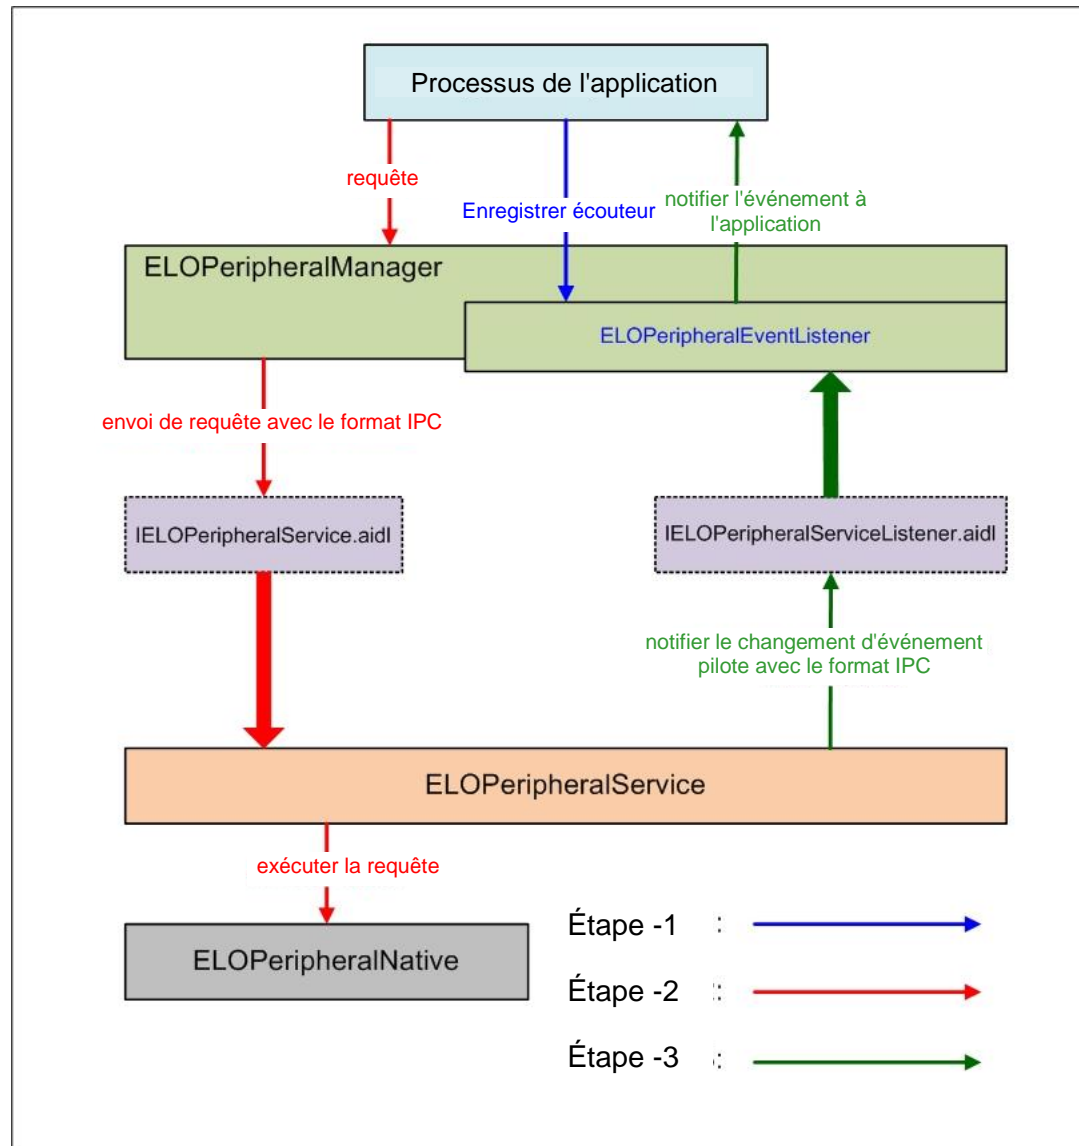 Processus de l'application
requête
Enregistrer écouteur
notifier l'événement à
l'application
ELOPeripheralManager
ELOPeripheralEventListener
envoi de requête avec le format IPC
IELOPeripheralService.aidl
IELOPeripheralServiceListener.aidl
notifier le changement d'événement
pilote avec le format IPC
ELOPeripheralService
exécuter la requête
ELOPeripheralNative
Étape -1 :
Étape -2 :
Étape -3 :